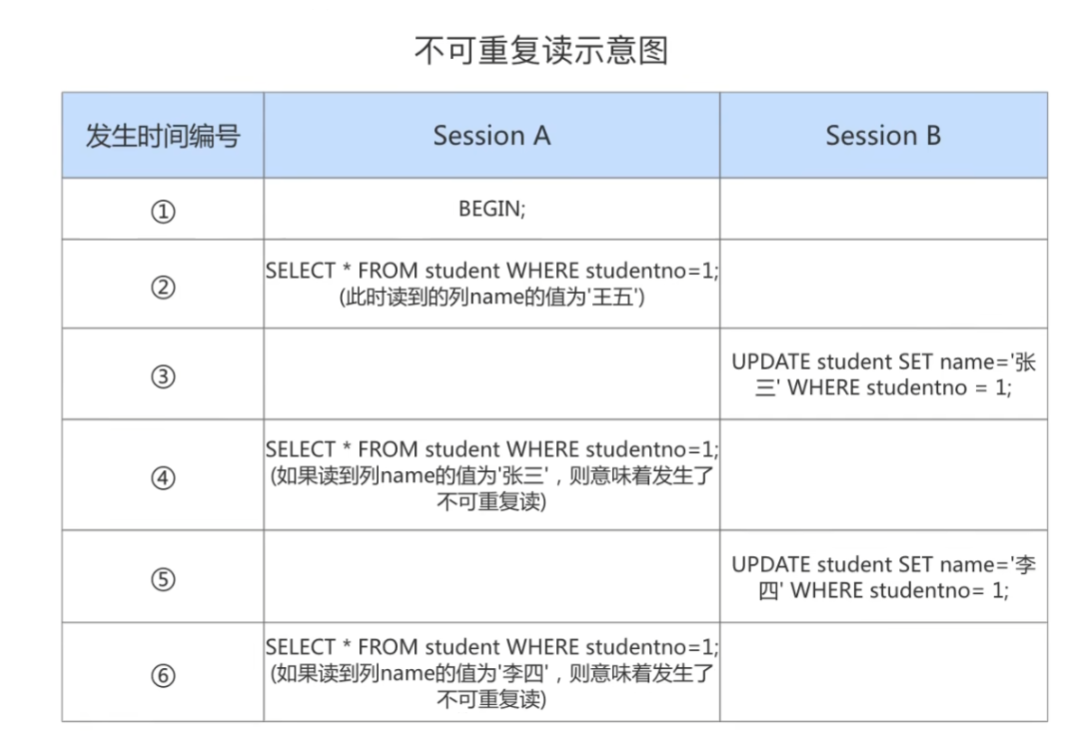 不可重复读示意图
发生时间编号
Session A
Session B
①
BEGIN;
②
SELECT * FROM student WHERE studentno=1;
(此时读到的列name的值为'王五')
③
UPDATE student SET name='张
三' WHERE studentno = 1;
④
SELECT * FROM student WHERE studentno=1;
(如果读到列name的值为'张三'，则意味着发生了
不可重复读)
⑤
UPDATE student SET name='李
四' WHERE studentno= 1;
⑥
SELECT * FROM student WHERE studentno=1;
(如果读到列name的值为'李四'，则意味着发生了
不可重复读)